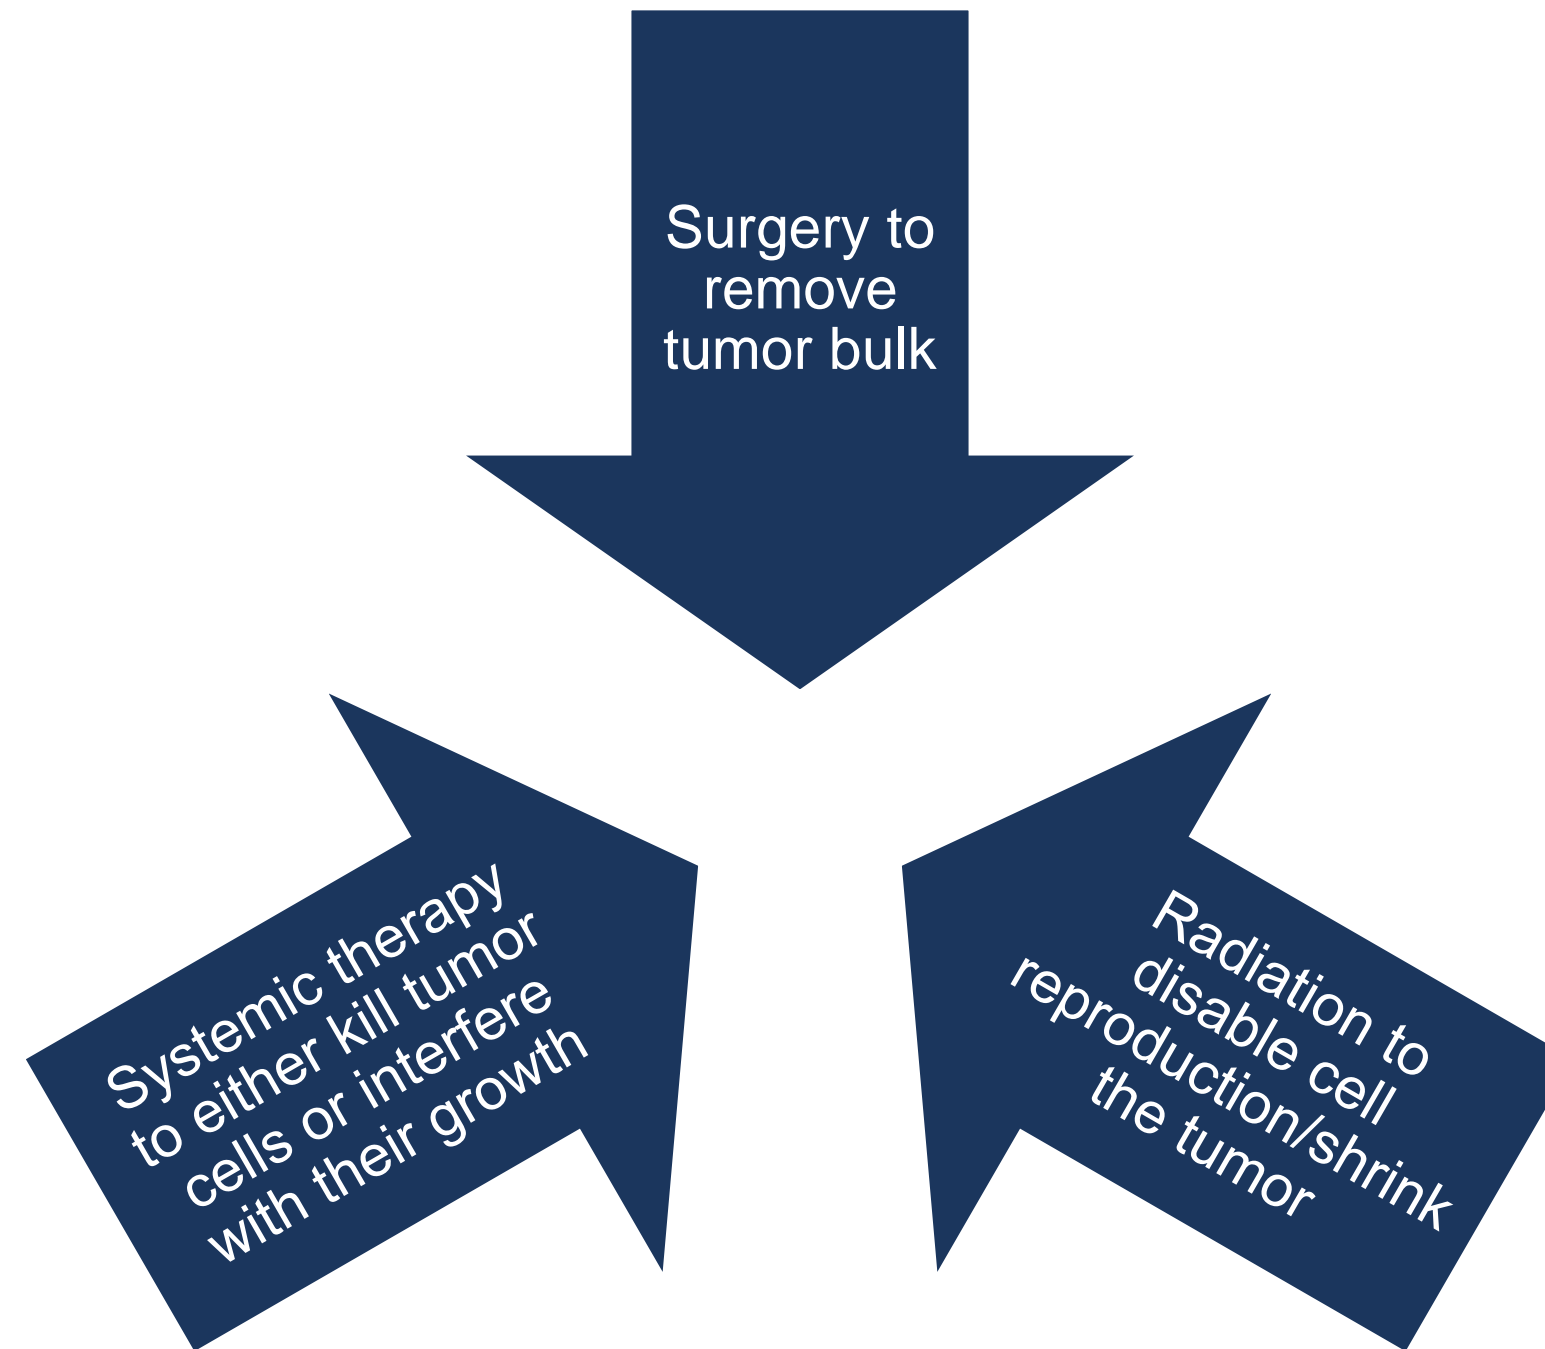 Surgery to
remove
tumor bulk
Systemic therapy
to either kill tumor
cells or interfere
with their growth
Radiation to
disable cell
reproduction/shrink
the tumor